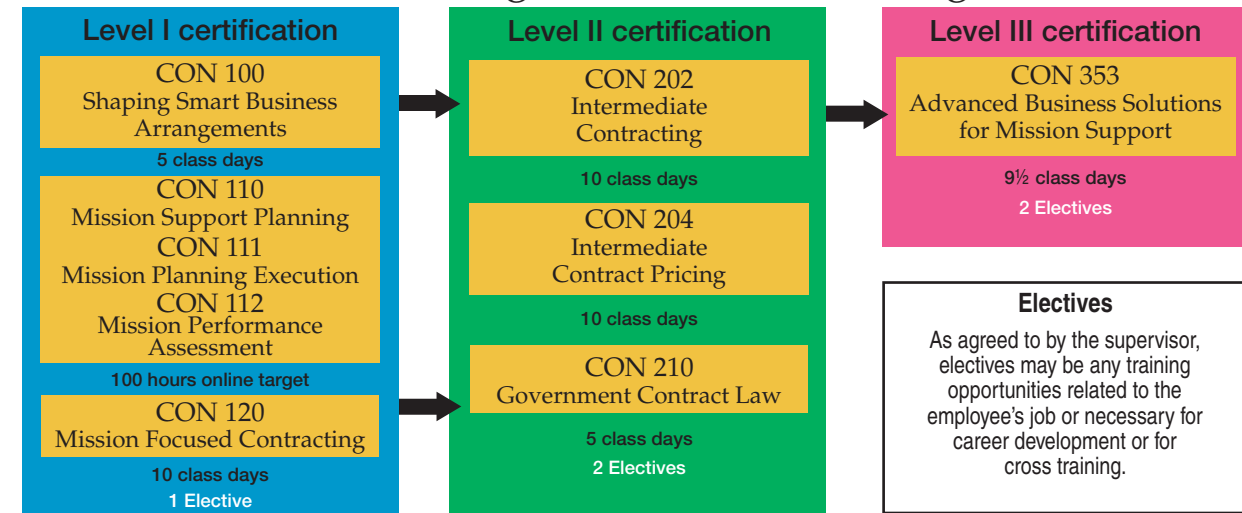 Level I certification
CON 100
Shaping Smart Business
Arrangements
5 class days
CON 110
Mission Support Planning
CON 111
Mission Planning Execution
CON 112
Mission Performance
Assessment
100 hours online target
CON 120
Mission Focused Contracting
10 class days
1 Elective
Level II certification
CON 202
Intermediate
Contracting
10 class days
CON 204
Intermediate
Contract Pricing
10 class days
CON 210
Government Contract Law
5 class days
2 Electives
Level III certification
CON 353
Advanced Business Solutions
for Mission Support
9½ class days
2 Electives
Electives
As agreed to by the supervisor,
electives may be any training
opportunities related to the
employee’s job or necessary for
career development or for
cross training.